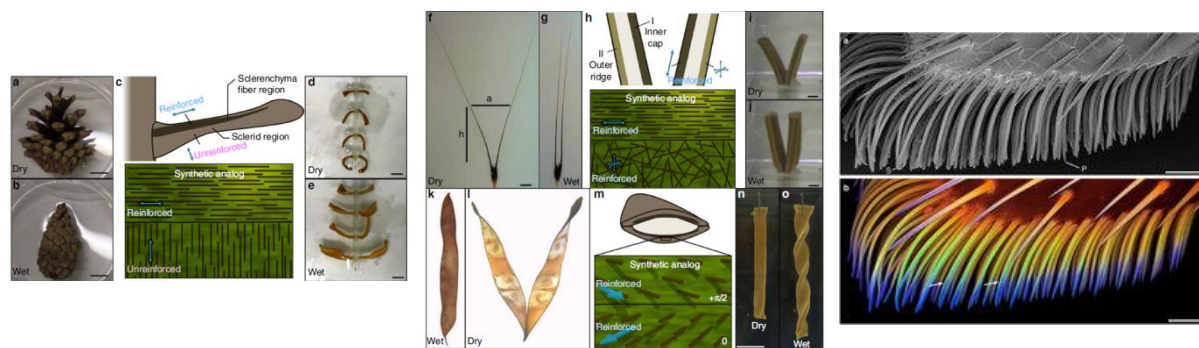 a
Dry
b
Wet
c
Sclerenchyma
fiber region
Reinforced
Sclerid region
Unreinforced
Synthetic analog
Reinforced
Unreinforced
d
Dry
e
Wet
f
a
h
Dry
g
Wet
h
I
Inner
cap
II
Outer
ridge
Reinforced
Synthetic analog
Reinforced
Reinforced
i
Dry
j
Wet
k
Wet
l
Dry
m
Synthetic analog
Reinforced
+π/2
Reinforced
0
n
Dry
o
Wet
a
S
P
b